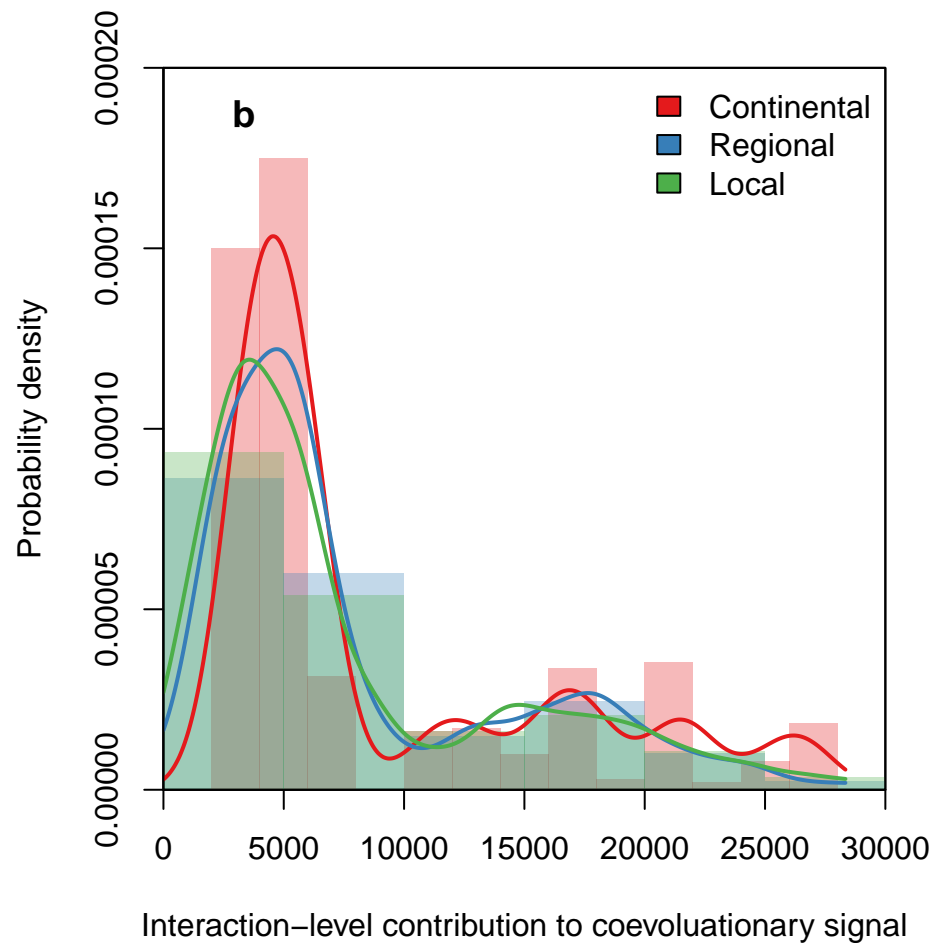 b
Continental
Regional
Local
Probability density
0.00020
0.00015
0.00010
0.00005
0.00000
0 5000 10000 15000 20000 25000 30000
Interaction−level contribution to coevoluationary signal